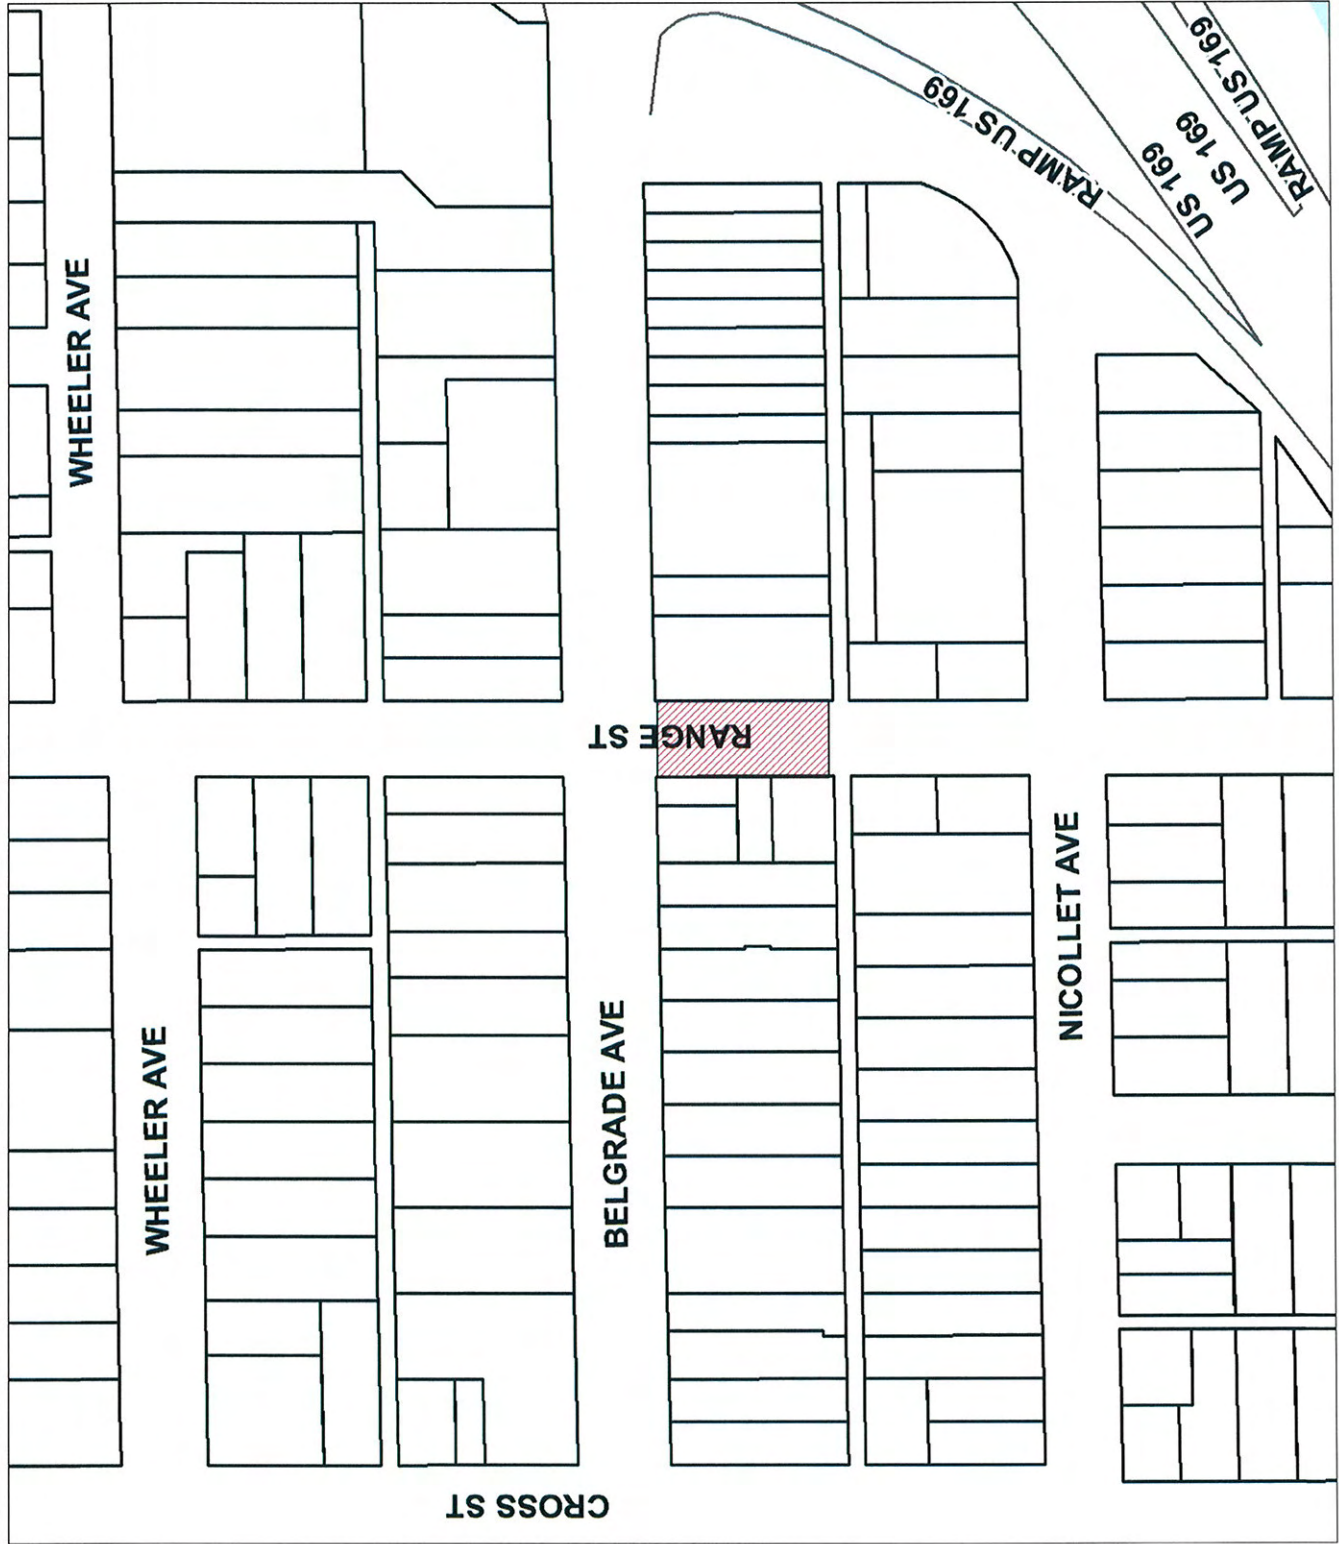 RAMP US 169
RAMP US 169
US 169
US 169
WHEELER AVE
RANGE ST
NICOLLET AVE
WHEELER AVE
BELGRADE AVE
CROSS ST